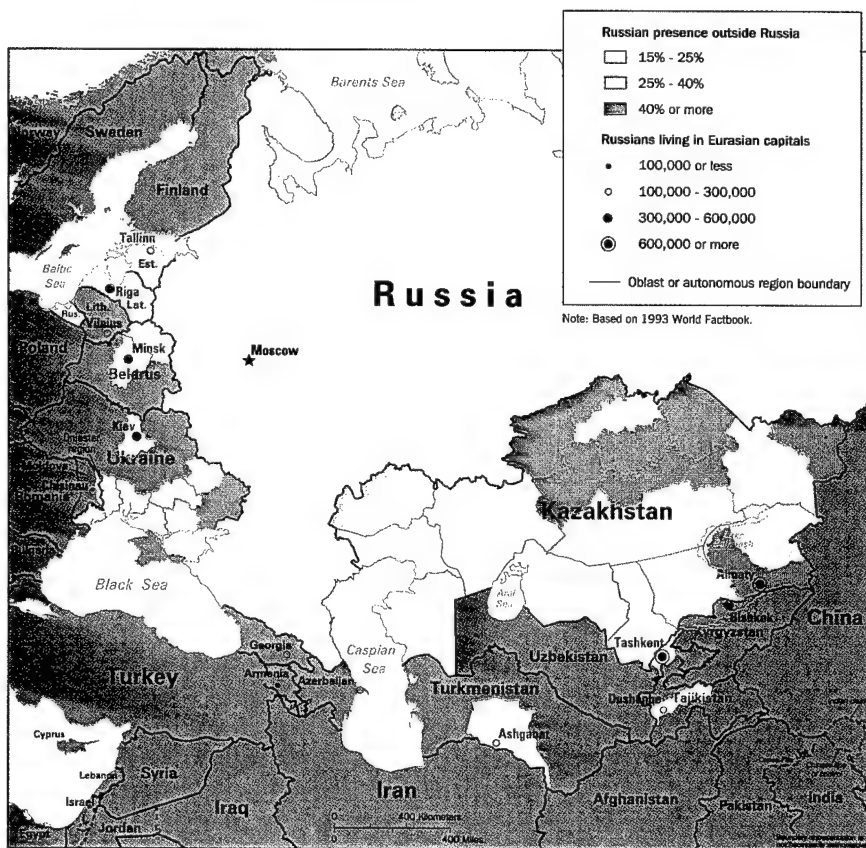 Russian presence outside Russia
15% - 25%
25% - 40%
40% or more
Russians living in Eurasian capitals
100,000 or less
100,000 - 300,000
300,000 - 600,000
600,000 or more
Oblast or autonomous region boundary
Note: Based on 1993 World Factbook.
Barents Sea
Norway
Sweden
Finland
Tallinn
Est.
Baltic
Sea
Riga
Lat.
Lith.
Rus.
Vilnius
Russia
Poland
Minsk
Belarus
Moscow
Kiev
Dniester
region
Ukraine
Moldova
Romania
Kazakhstan
Black Sea
Aral
Sea
Almaty
Bishkek
Kyrgyzstan
China
Georgia
Caspian
Sea
Tashkent
Uzbekistan
Turkey
Armenia
Azerbaijan
Turkmenistan
Tajikistan
Ashgabat
Cyprus
Syria
Lebanon
Israel
Iraq
Iran
Afghanistan
Pakistan
India
Egypt
Jordan
0 400 Kilometers
0 400 Miles